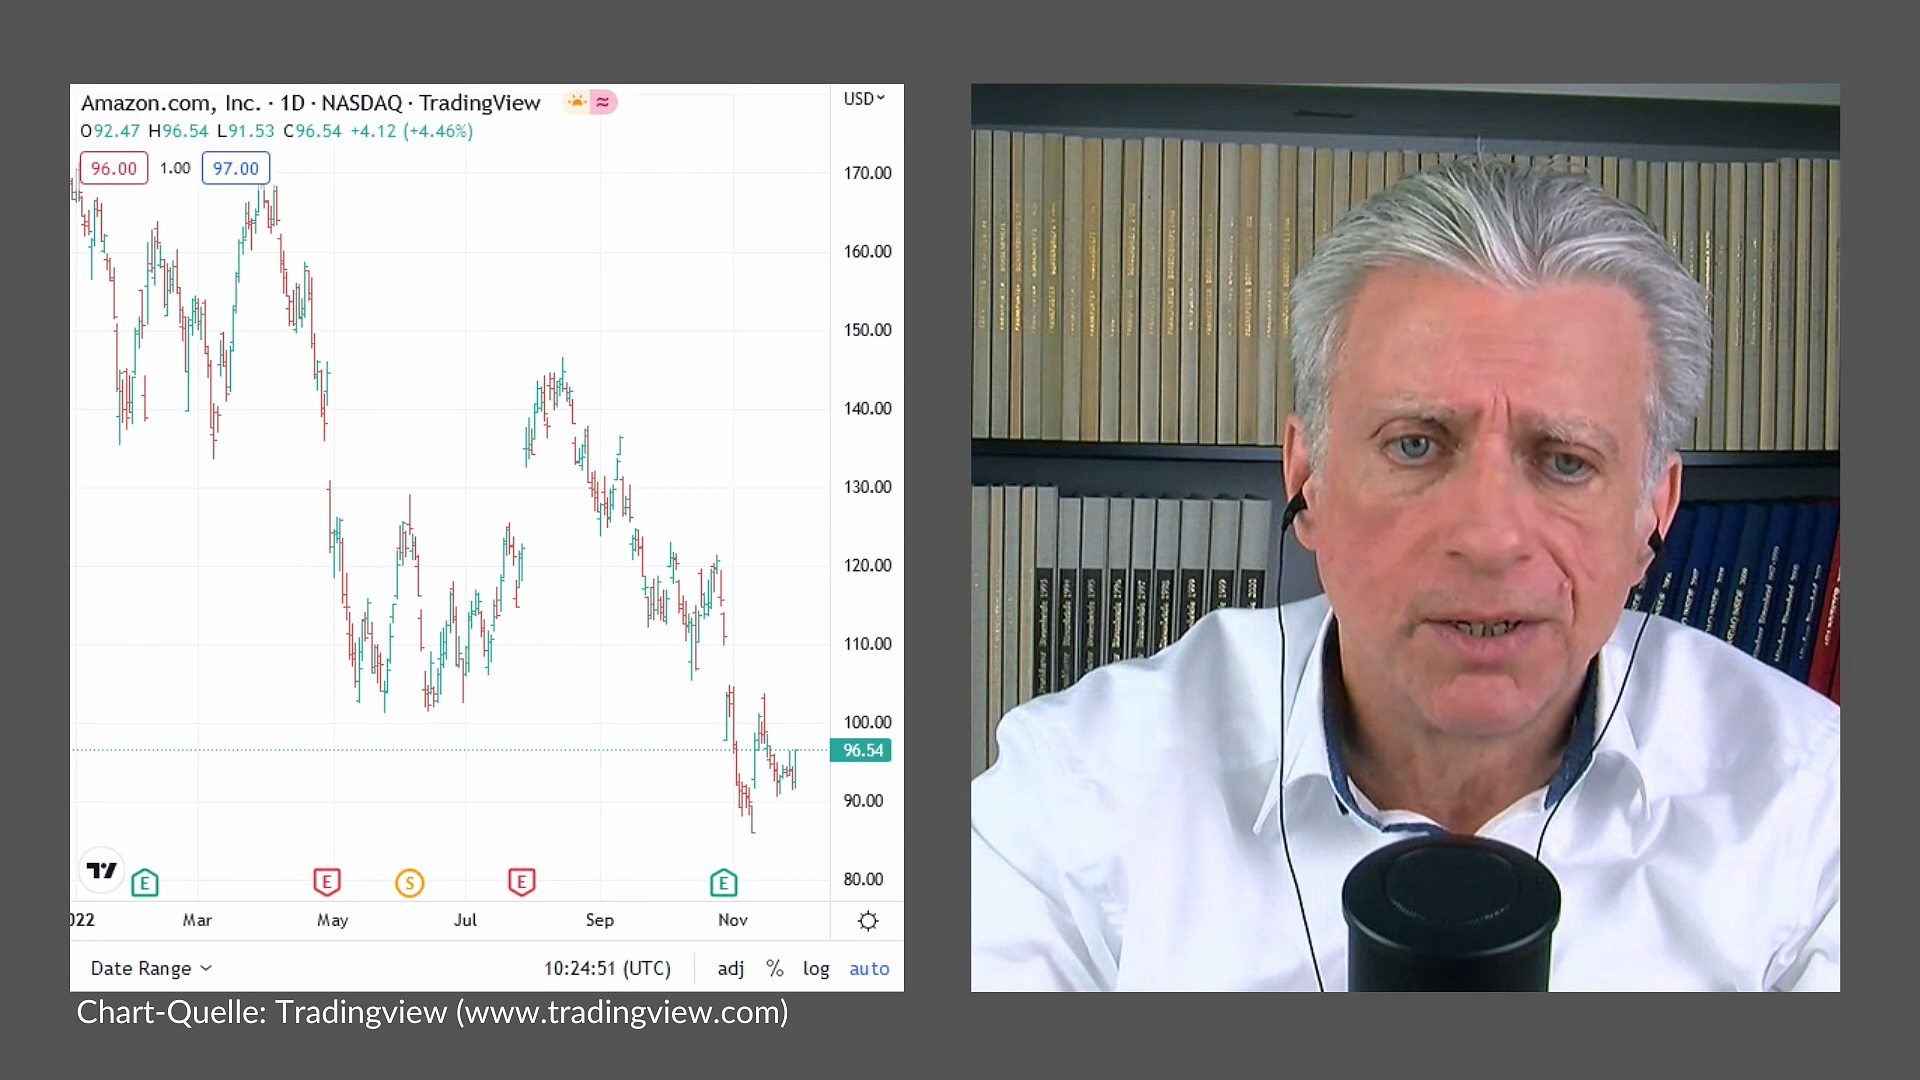 Amazon.com, Inc. · 1D · NASDAQ · TradingView
USD
O92.47 H96.54 L91.53 C96.54 +4.12 (+4.46%)
96.00 1.00 97.00
170.00
160.00
150.00
140.00
130.00
120.00
110.00
100.00
96.54
90.00
80.00
E E S E E
022 Mar May Jul Sep Nov
Date Range 10:24:51 (UTC) adj % log auto
Chart-Quelle: Tradingview (www.tradingview.com)